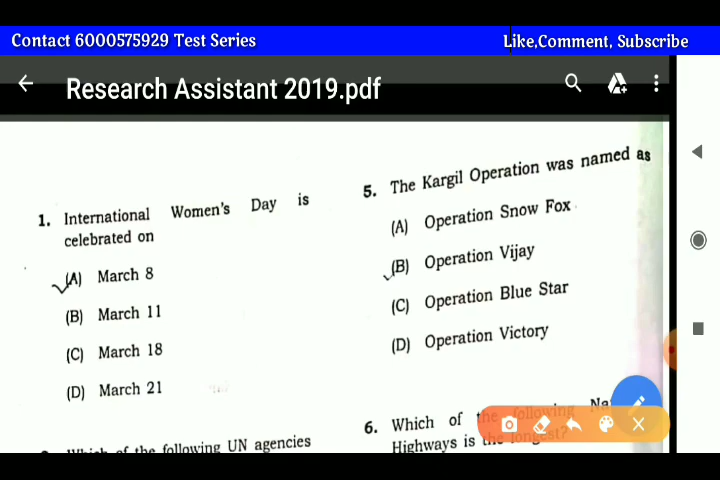 Contact 6000575929 Test Series
Like,Comment, Subscribe
Research Assistant 2019.pdf
1. International Women's Day is
celebrated on
(A) March 8
(B) March 11
(C) March 18
(D) March 21
of the following UN agencies
5. The Kargil Operation was named as
(A) Operation Snow Fox
(B) Operation Vijay
(C) Operation Blue Star
(D) Operation Victory
6. Which of the following
Highways is the longest?